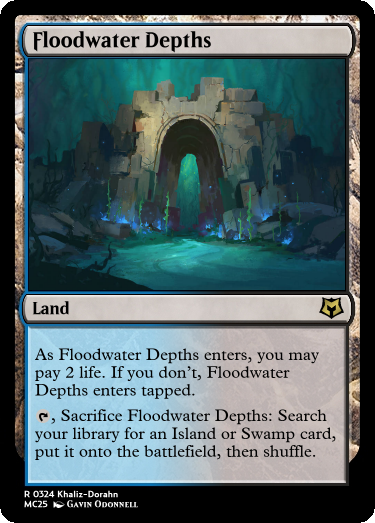 Floodwater Depths
Land
As Floodwater Depths enters, you may
pay 2 life. If you don't, Floodwater
Depths enters tapped.
, Sacrifice Floodwater Depths: Search
your library for an Island or Swamp card,
put it onto the battlefield, then shuffle.
R 0324 Khaliz-Dorahn
MC25 Gavin Odonnell